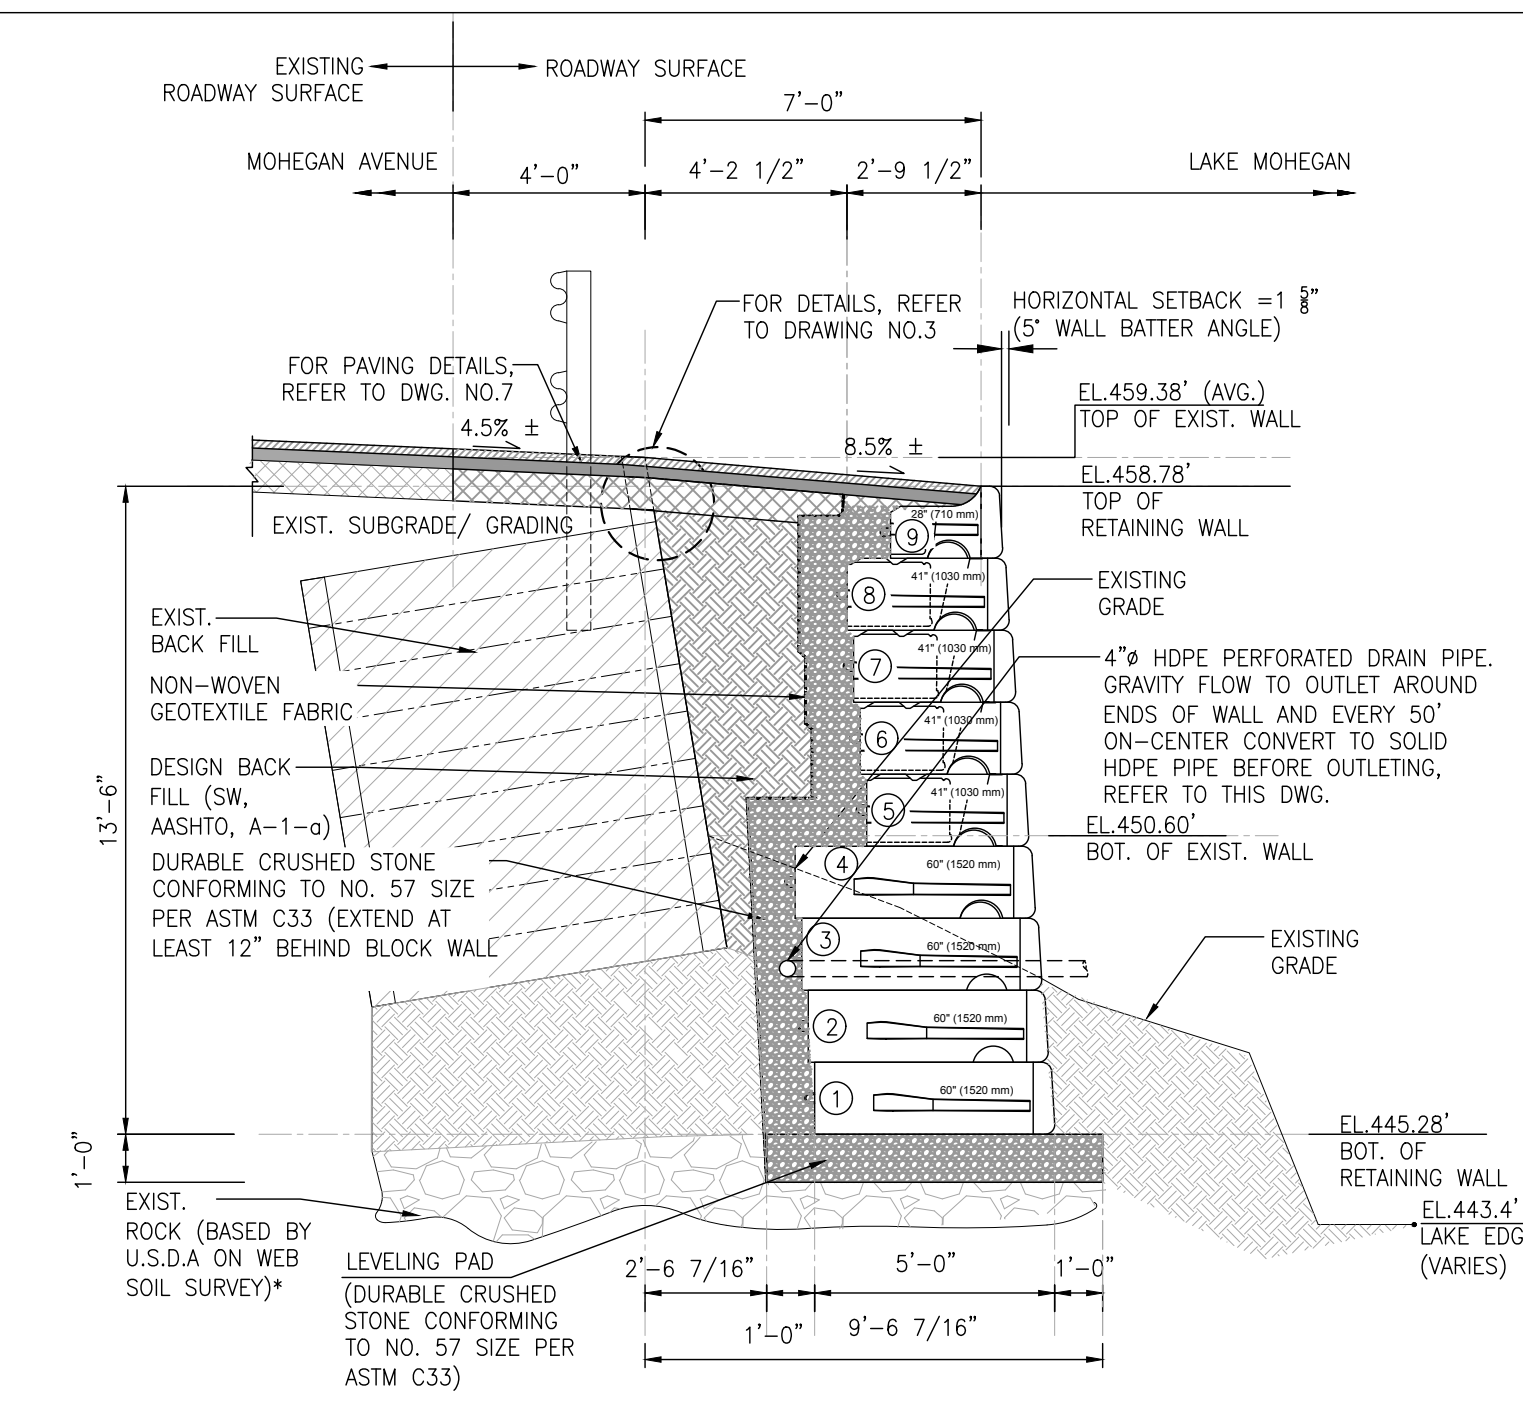 EXISTING
ROADWAY SURFACE
ROADWAY SURFACE
7'-0"
MOHEGAN AVENUE
4'-0"
4'-2 1/2"
2'-9 1/2"
LAKE MOHEGAN
FOR DETAILS, REFER
TO DRAWING NO.3
HORIZONTAL SETBACK =1 5/8"
(5° WALL BATTER ANGLE)
FOR PAVING DETAILS,
REFER TO DWG. NO.7
EL.459.38' (AVG.)
TOP OF EXIST. WALL
4.5% ±
8.5% ±
EL.458.78'
TOP OF
RETAINING WALL
EXIST. SUBGRADE/ GRADING
28" (710 mm)
9
41" (1030 mm)
8
EXISTING
GRADE
EXIST.
BACK FILL
41" (1030 mm)
7
4"ø HDPE PERFORATED DRAIN PIPE.
GRAVITY FLOW TO OUTLET AROUND
ENDS OF WALL AND EVERY 50'
ON-CENTER CONVERT TO SOLID
HDPE PIPE BEFORE OUTLETING,
REFER TO THIS DWG.
NON-WOVEN
GEOTEXTILE FABRIC
41" (1030 mm)
6
DESIGN BACK
FILL (SW,
AASHTO, A-1-a)
41" (1030 mm)
5
13'-6"
EL.450.60'
BOT. OF EXIST. WALL
DURABLE CRUSHED STONE
CONFORMING TO NO. 57 SIZE
PER ASTM C33 (EXTEND AT
LEAST 12" BEHIND BLOCK WALL
4
60" (1520 mm)
3
60" (1520 mm)
EXISTING
GRADE
2
60" (1520 mm)
1
60" (1520 mm)
EL.445.28'
BOT. OF
RETAINING WALL
1'-0"
EXIST.
ROCK (BASED BY
U.S.D.A ON WEB
SOIL SURVEY)*
EL.443.4'
LAKE EDG
(VARIES)
LEVELING PAD
(DURABLE CRUSHED
STONE CONFORMING
TO NO. 57 SIZE PER
ASTM C33)
2'-6 7/16"
5'-0"
1'-0"
1'-0"
9'-6 7/16"